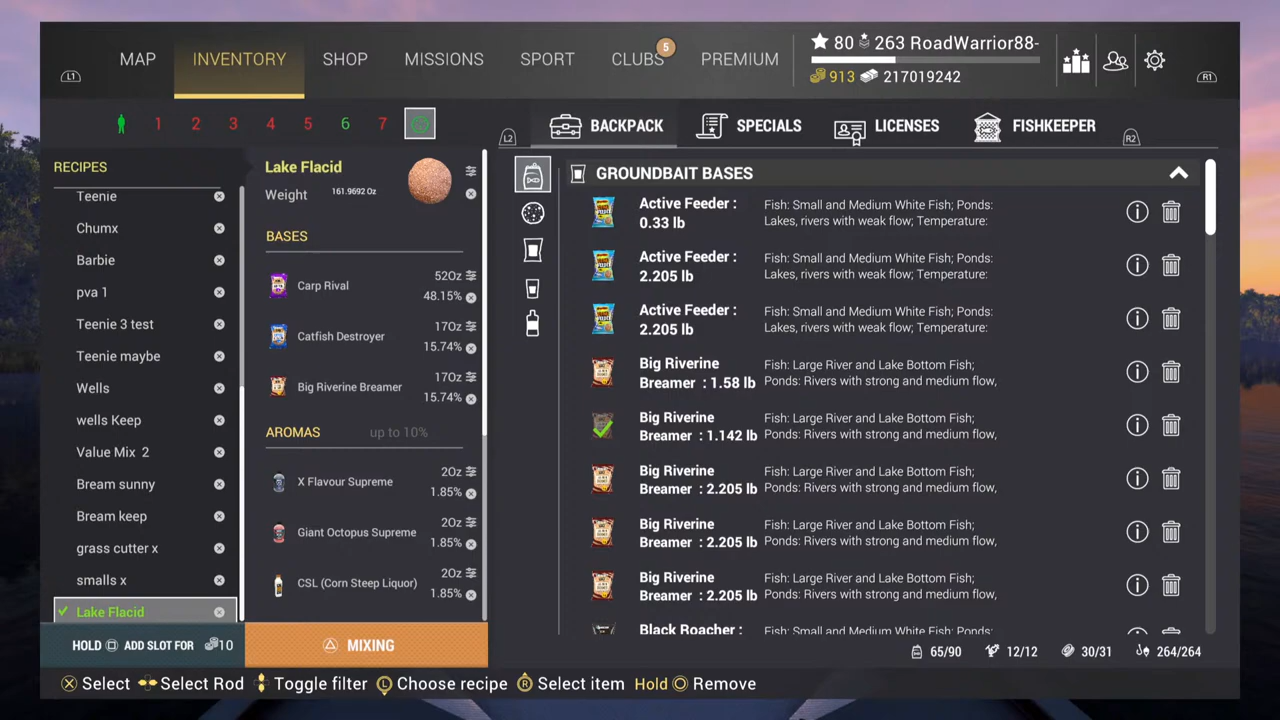 MAP
INVENTORY
SHOP
MISSIONS
SPORT
CLUBS
5
PREMIUM
80 263 RoadWarrior88-
913 217019242
L1
R1
1 2 3 4 5 6 7
L2
BACKPACK
SPECIALS
LICENSES
FISHKEEPER
R2
RECIPES
Teenie
Chumx
Barbie
pva 1
Teenie 3 test
Teenie maybe
Wells
wells Keep
Value Mix 2
Bream sunny
Bream keep
grass cutter x
smalls x
Lake Flacid
HOLD ADD SLOT FOR 10
Lake Flacid
Weight 161.9692 Oz
BASES
Carp Rival
52Oz
48.15%
Catfish Destroyer
17Oz
15.74%
Big Riverine Breamer
17Oz
15.74%
AROMAS up to 10%
X Flavour Supreme
2Oz
1.85%
Giant Octopus Supreme
2Oz
1.85%
CSL (Corn Steep Liquor)
2Oz
1.85%
MIXING
GROUNDBAIT BASES
Active Feeder :
0.33 lb
Fish: Small and Medium White Fish; Ponds:
Lakes, rivers with weak flow; Temperature:
Active Feeder :
2.205 lb
Fish: Small and Medium White Fish; Ponds:
Lakes, rivers with weak flow; Temperature:
Active Feeder :
2.205 lb
Fish: Small and Medium White Fish; Ponds:
Lakes, rivers with weak flow; Temperature:
Big Riverine
Breamer : 1.58 lb
Fish: Large River and Lake Bottom Fish;
Ponds: Rivers with strong and medium flow,
Big Riverine
Breamer : 1.142 lb
Fish: Large River and Lake Bottom Fish;
Ponds: Rivers with strong and medium flow,
Big Riverine
Breamer : 2.205 lb
Fish: Large River and Lake Bottom Fish;
Ponds: Rivers with strong and medium flow,
Big Riverine
Breamer : 2.205 lb
Fish: Large River and Lake Bottom Fish;
Ponds: Rivers with strong and medium flow,
Big Riverine
Breamer : 2.205 lb
Fish: Large River and Lake Bottom Fish;
Ponds: Rivers with strong and medium flow,
Black Roacher :
Fish: Small and Medium White Fish; Ponds:
65/90 12/12 30/31 264/264
Select Select Rod Toggle filter L Choose recipe R Select item Hold Remove